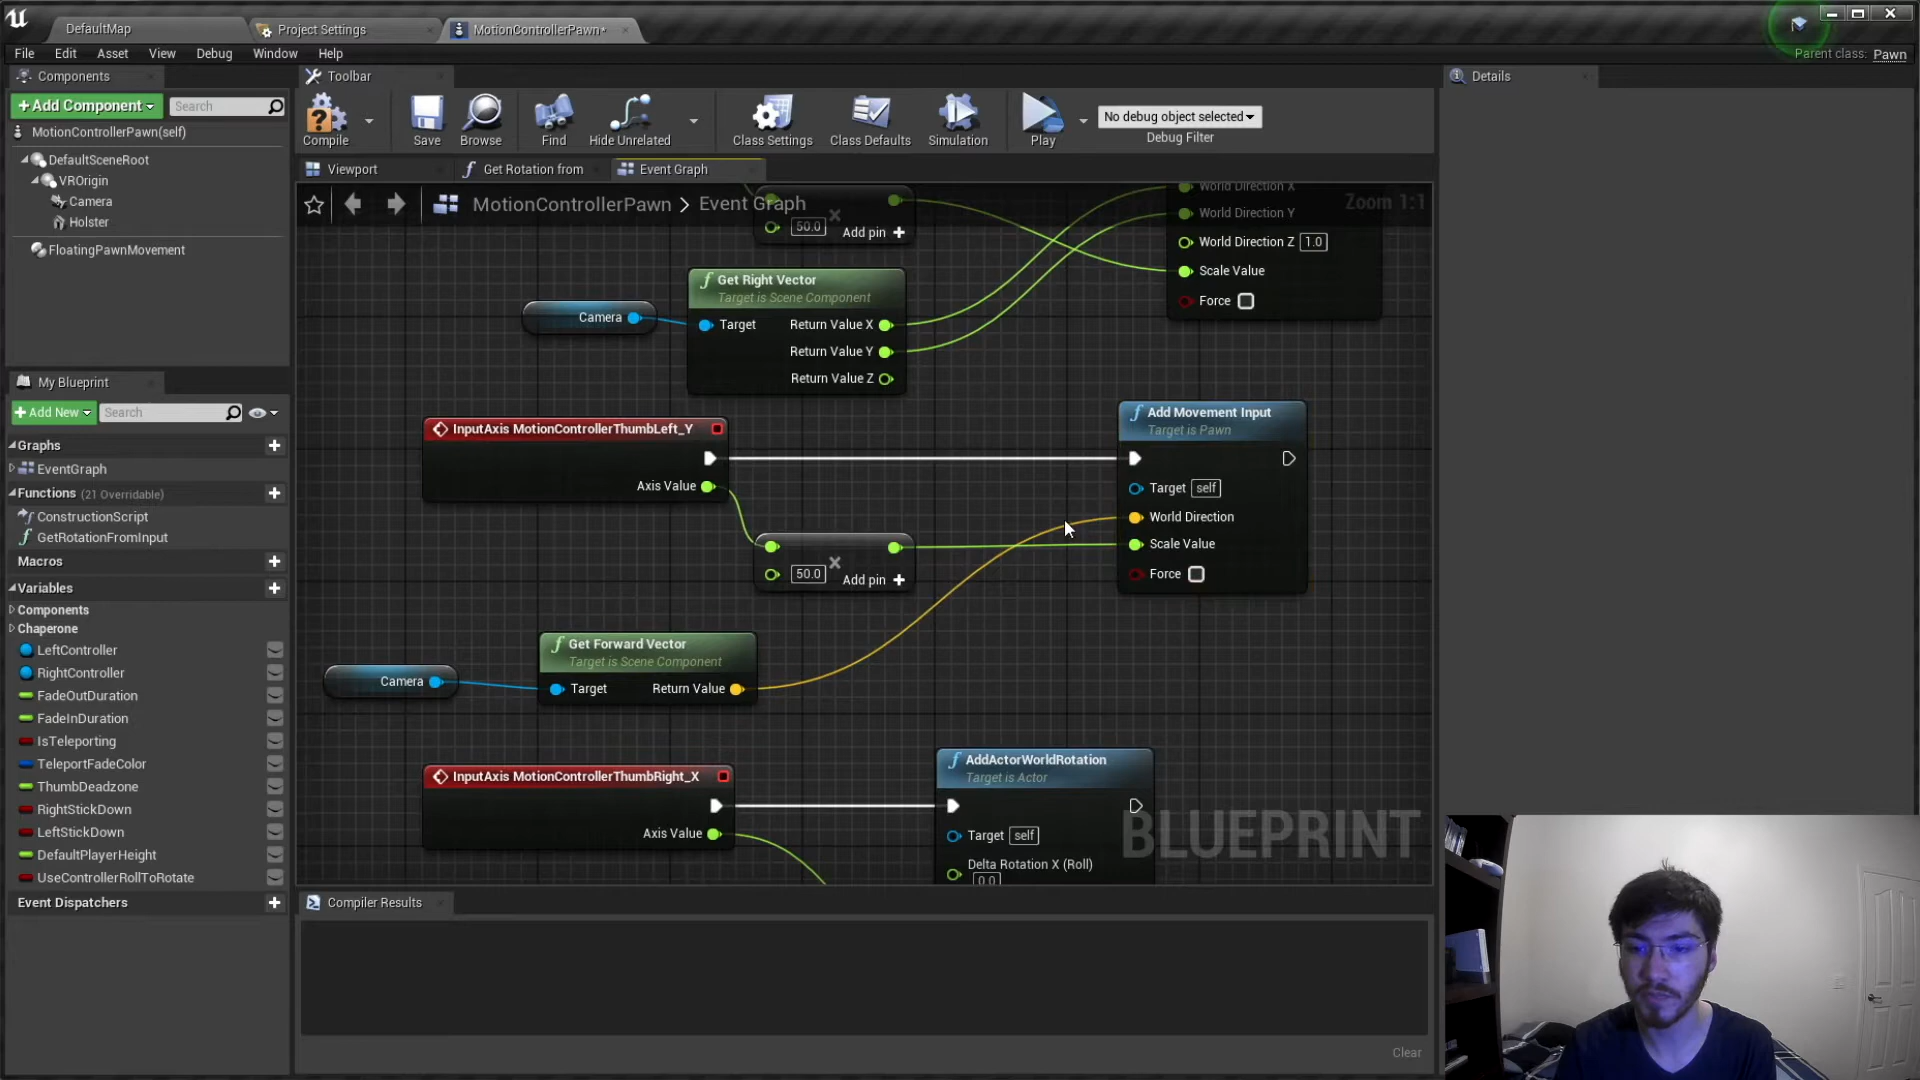 DefaultMap
Project Settings
MotionControllerPawn*
File Edit Asset View Debug Window Help
Parent class: Pawn
Components
Toolbar
Details
+Add Component
Search
MotionControllerPawn(self)
DefaultSceneRoot
VROrigin
Camera
Holster
FloatingPawnMovement
Compile
Save
Browse
Find
Hide Unrelated
Class Settings
Class Defaults
Simulation
Play
No debug object selected
Debug Filter
Viewport
Get Rotation from
Event Graph
MotionControllerPawn > Event Graph
Zoom 1:1
50.0
Add pin +
World Direction X
World Direction Y
World Direction Z 1.0
Scale Value
Force
Get Right Vector
Target is Scene Component
Camera
Target
Return Value X
Return Value Y
Return Value Z
My Blueprint
+Add New
Search
Graphs
EventGraph
Functions (21 Overridable)
ConstructionScript
GetRotationFromInput
Macros
Variables
Components
Chaperone
LeftController
RightController
FadeOutDuration
FadeInDuration
IsTeleporting
TeleportFadeColor
ThumbDeadzone
RightStickDown
LeftStickDown
DefaultPlayerHeight
UseControllerRollToRotate
Event Dispatchers
InputAxis MotionControllerThumbLeft_Y
Axis Value
50.0
Add pin +
Add Movement Input
Target is Pawn
Target self
World Direction
Scale Value
Force
Get Forward Vector
Target is Scene Component
Camera
Target
Return Value
InputAxis MotionControllerThumbRight_X
Axis Value
AddActorWorldRotation
Target is Actor
Target self
Delta Rotation X (Roll)
0.0
BLUEPRINT
Compiler Results
Clear